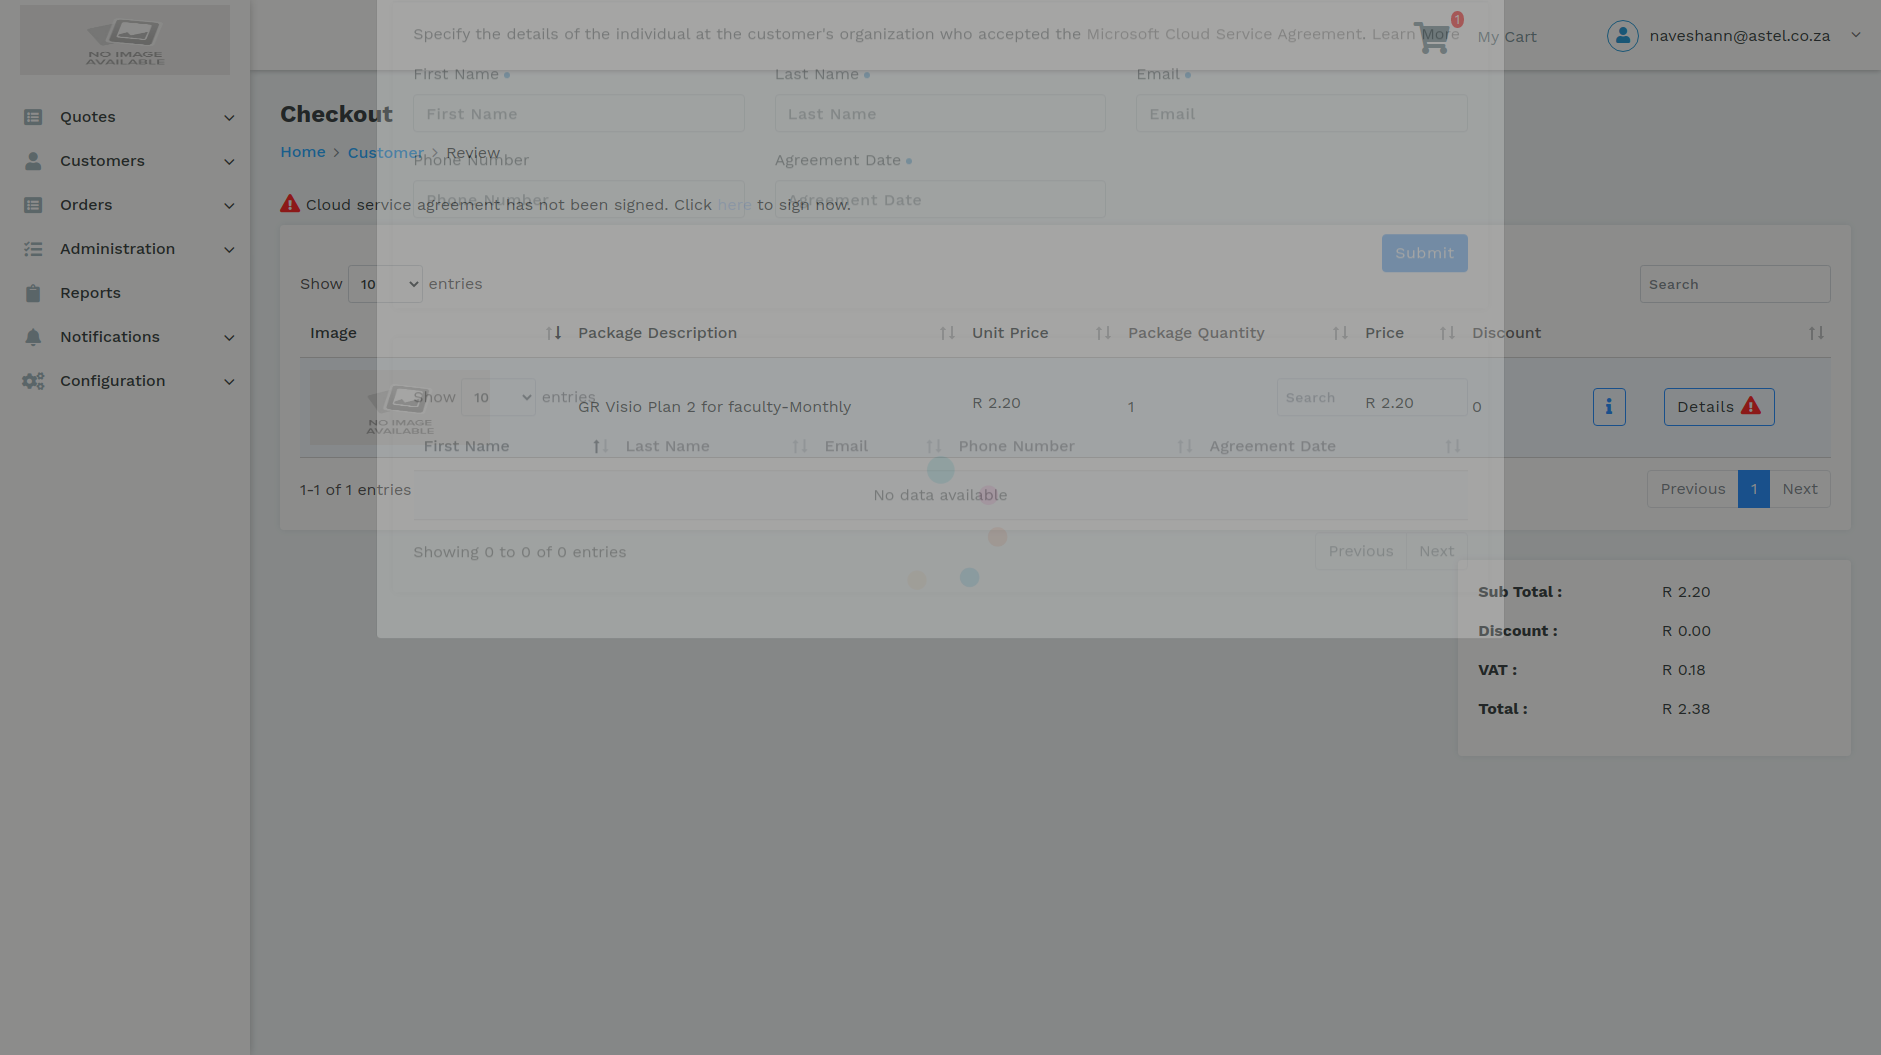 NO IMAGE
AVAILABLE
Quotes
Customers
Orders
Administration
Reports
Notifications
Configuration
1
My Cart
naveshann@astel.co.za
Checkout
Home > Customer > Review
Cloud service agreement has not been signed. Click here to sign now.
Show 10 entries
Search
Image Package Description Unit Price Package Quantity Price Discount
NO IMAGE
AVAILABLE
GR Visio Plan 2 for faculty-Monthly R 2.20 1 R 2.20 0 Details
1-1 of 1 entries
Previous 1 Next
Sub Total : R 2.20
Discount : R 0.00
VAT : R 0.18
Total : R 2.38
Specify the details of the individual at the customer's organization who accepted the Microsoft Cloud Service Agreement. Learn More
First Name Last Name Email
First Name Last Name Email
Phone Number Agreement Date
Phone Number Agreement Date
Submit
Show 10 entries
Search
First Name Last Name Email Phone Number Agreement Date
No data available
Showing 0 to 0 of 0 entries
Previous Next